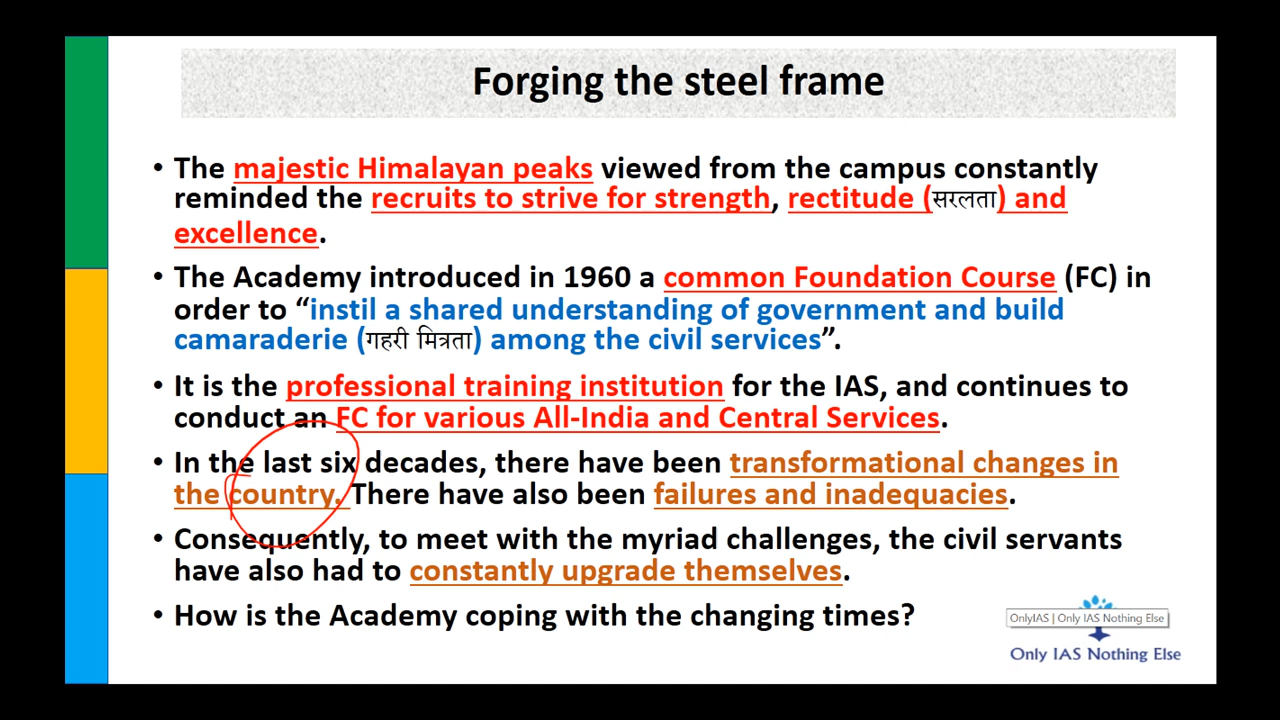 Forging the steel frame
• The majestic Himalayan peaks viewed from the campus constantly
reminded the recruits to strive for strength, rectitude (सरलता) and
excellence.
• The Academy introduced in 1960 a common Foundation Course (FC) in
order to “instil a shared understanding of government and build
camaraderie (गहरी मित्रता) among the civil services”.
• It is the professional training institution for the IAS, and continues to
conduct an FC for various All-India and Central Services.
• In the last six decades, there have been transformational changes in
the country. There have also been failures and inadequacies.
• Consequently, to meet with the myriad challenges, the civil servants
have also had to constantly upgrade themselves.
• How is the Academy coping with the changing times?
OnlyIAS | Only IAS Nothing Else
Only IAS Nothing Else